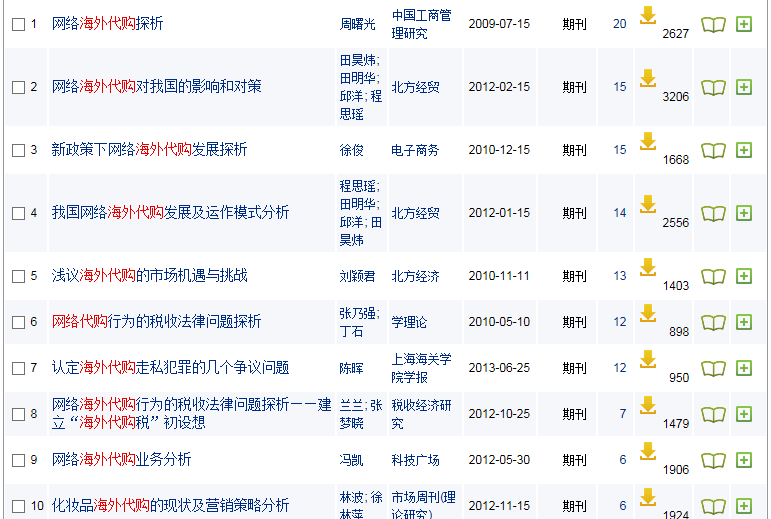 1 网络海外代购探析 周曙光 中国工商管 2009-07-15 期刊 20 2627
理研究
2 网络海外代购对我国的影响和对策 田昊炜; 北方经贸 2012-02-15 期刊 15 3206
田明华;
邱洋; 程
思瑶
3 新政策下网络海外代购发展探析 徐俊 电子商务 2010-12-15 期刊 15 1668
4 我国网络海外代购发展及运作模式分析 程思瑶; 北方经贸 2012-01-15 期刊 14 2556
田明华;
邱洋; 田
昊炜
5 浅议海外代购的市场机遇与挑战 刘颖君 北方经济 2010-11-11 期刊 13 1403
6 网络代购行为的税收法律问题探析 张乃强; 学理论 2010-05-10 期刊 12 898
丁石
7 认定海外代购走私犯罪的几个争议问题 陈晖 上海海关学 2013-06-25 期刊 12 950
院学报
8 网络海外代购行为的税收法律问题探析——建 兰兰; 张 税收经济研 2012-10-25 期刊 7 1479
立“海外代购税”初设想 梦晓 究
9 网络海外代购业务分析 冯凯 科技广场 2012-05-30 期刊 6 1906
10 化妆品海外代购的现状及营销策略分析 林波; 徐 市场周刊(理 2012-11-15 期刊 6 1924
林萍 论研究)